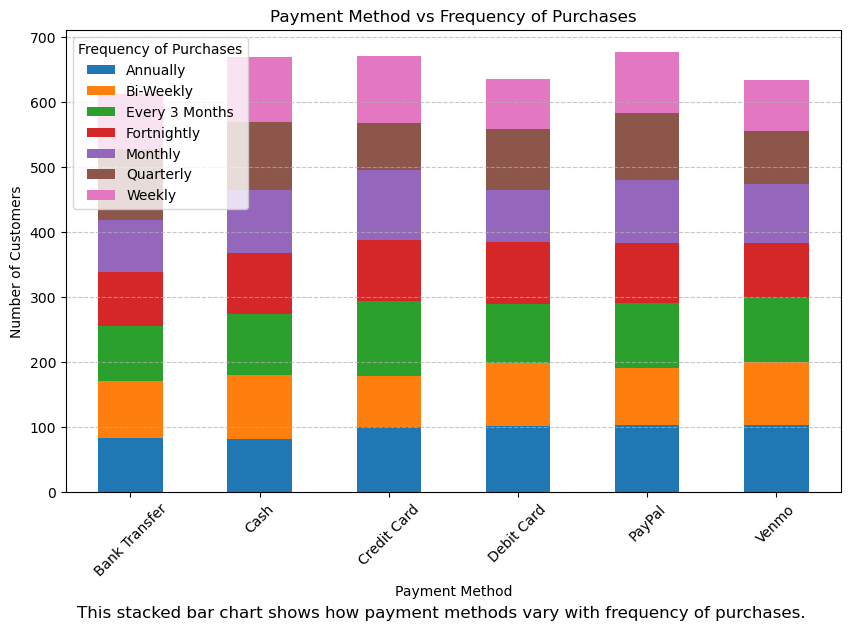 Payment Method vs Frequency of Purchases
Frequency of Purchases
Annually
Bi-Weekly
Every 3 Months
Fortnightly
Monthly
Quarterly
Weekly
Number of Customers
700
600
500
400
300
200
100
0
Bank Transfer
Cash
Credit Card
Debit Card
PayPal
Venmo
Payment Method
This stacked bar chart shows how payment methods vary with frequency of purchases.